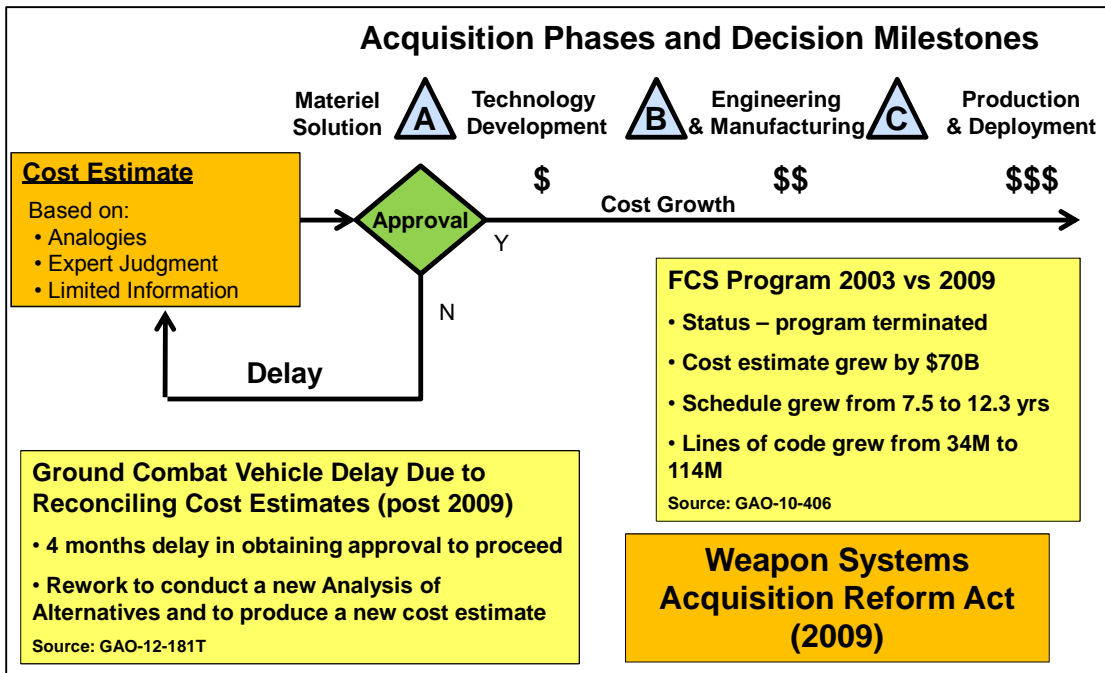 Acquisition Phases and Decision Milestones
Materiel
Solution
A
Technology
Development
B
Engineering
& Manufacturing
C
Production
& Deployment
Cost Estimate
Based on:
• Analogies
• Expert Judgment
• Limited Information
Approval
Y
N
Delay
$
$$
$$$
Cost Growth
FCS Program 2003 vs 2009
• Status – program terminated
• Cost estimate grew by $70B
• Schedule grew from 7.5 to 12.3 yrs
• Lines of code grew from 34M to
114M
Source: GAO-10-406
Ground Combat Vehicle Delay Due to
Reconciling Cost Estimates (post 2009)
• 4 months delay in obtaining approval to proceed
• Rework to conduct a new Analysis of
Alternatives and to produce a new cost estimate
Source: GAO-12-181T
Weapon Systems
Acquisition Reform Act
(2009)